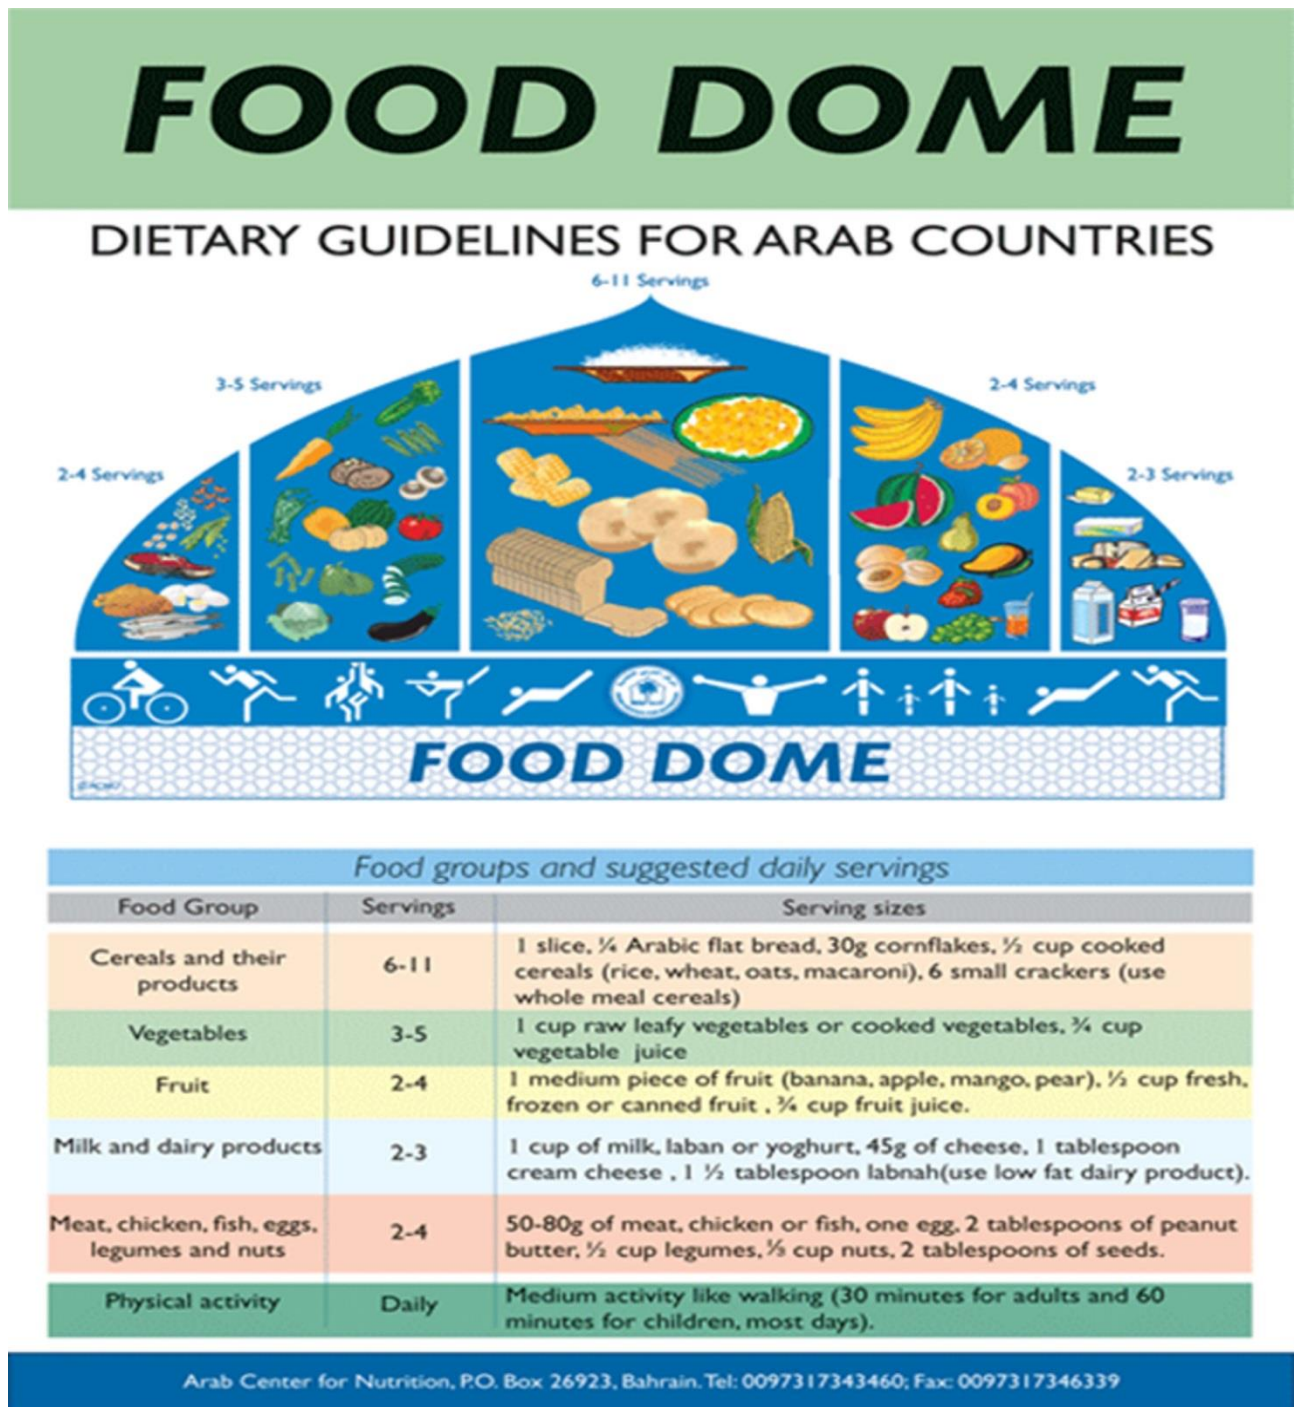 FOOD DOME
DIETARY GUIDELINES FOR ARAB COUNTRIES
6-11 Servings
3-5 Servings
2-4 Servings
2-4 Servings
2-3 Servings
FOOD DOME
Food groups and suggested daily servings
Food Group Servings Serving sizes
Cereals and their products
6-11
1 slice, ¼ Arabic flat bread, 30g cornflakes, ½ cup cooked
cereals (rice, wheat, oats, macaroni), 6 small crackers (use
whole meal cereals)
Vegetables
3-5
1 cup raw leafy vegetables or cooked vegetables, ¾ cup
vegetable juice
Fruit
2-4
1 medium piece of fruit (banana, apple, mango, pear), ½ cup fresh,
frozen or canned fruit , ¾ cup fruit juice.
Milk and dairy products
2-3
1 cup of milk, laban or yoghurt, 45g of cheese, 1 tablespoon
cream cheese , 1 ½ tablespoon labnah(use low fat dairy product).
Meat, chicken, fish, eggs,
legumes and nuts
2-4
50-80g of meat, chicken or fish, one egg, 2 tablespoons of peanut
butter, ½ cup legumes, ⅓ cup nuts, 2 tablespoons of seeds.
Physical activity
Daily
Medium activity like walking (30 minutes for adults and 60
minutes for children, most days).
Arab Center for Nutrition, P.O. Box 26923, Bahrain. Tel: 0097317343460; Fax: 0097317346339